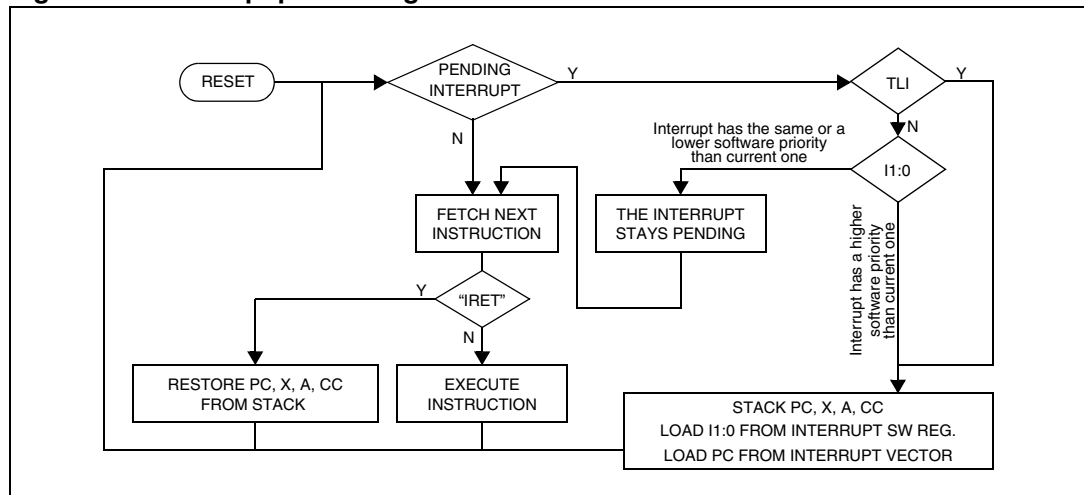 RESET
PENDING
INTERRUPT
Y
N
TLI
Y
N
Interrupt has the same or a
lower software priority
than current one
I1:0
FETCH NEXT
INSTRUCTION
THE INTERRUPT
STAYS PENDING
Interrupt has a higher
software priority
than current one
“IRET”
Y
N
RESTORE PC, X, A, CC
FROM STACK
EXECUTE
INSTRUCTION
STACK PC, X, A, CC
LOAD I1:0 FROM INTERRUPT SW REG.
LOAD PC FROM INTERRUPT VECTOR